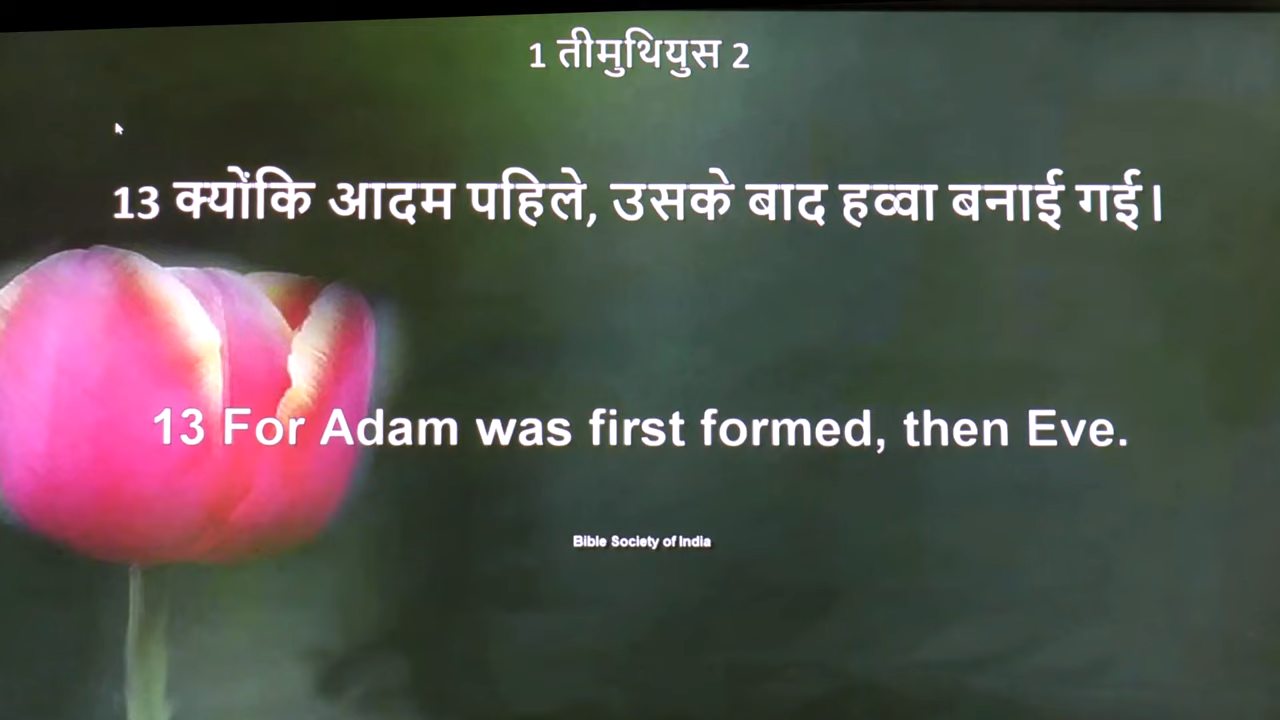 1 तीमुथियुस 2
13 क्योंकि आदम पहिले, उसके बाद हव्वा बनाई गई।
13 For Adam was first formed, then Eve.
Bible Society of India